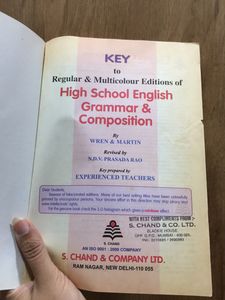 KEY
to
Regular & Multicolour Editions of
High School English
Grammar &
Composition
By
WREN & MARTIN
Revised by
N.D.V. PRASADA RAO
Key prepared by
EXPERIENCED TEACHERS
Dear Students,
WITH BEST COMPLIMENTS FROM
S. CHAND & CO. LTD.
BLACKIE HOUSE
S. CHAND
AN ISO 9001 : 2000 COMPANY
S. CHAND & COMPANY LTD.
RAM NAGAR, NEW DELHI-110 055